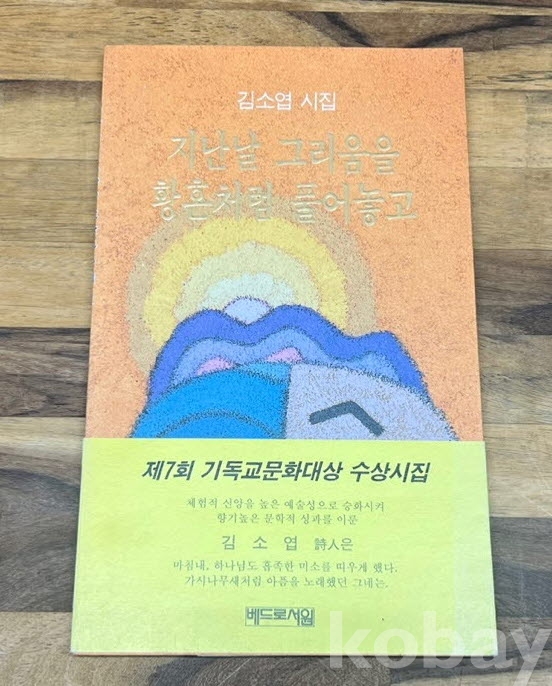 김소엽 시집
지난날 그리움을
황혼처럼 풀어놓고
제7회 기독교문화대상 수상시집
체험적 신앙을 높은 예술성으로 승화시켜
향기높은 문학적 성과를 이룬
김 소 엽 詩人은
마침내, 하나님도 흡족한 미소를 띄우게 했다.
가시나무새처럼 아픔을 노래했던 그네는,
베드로서원
kobay